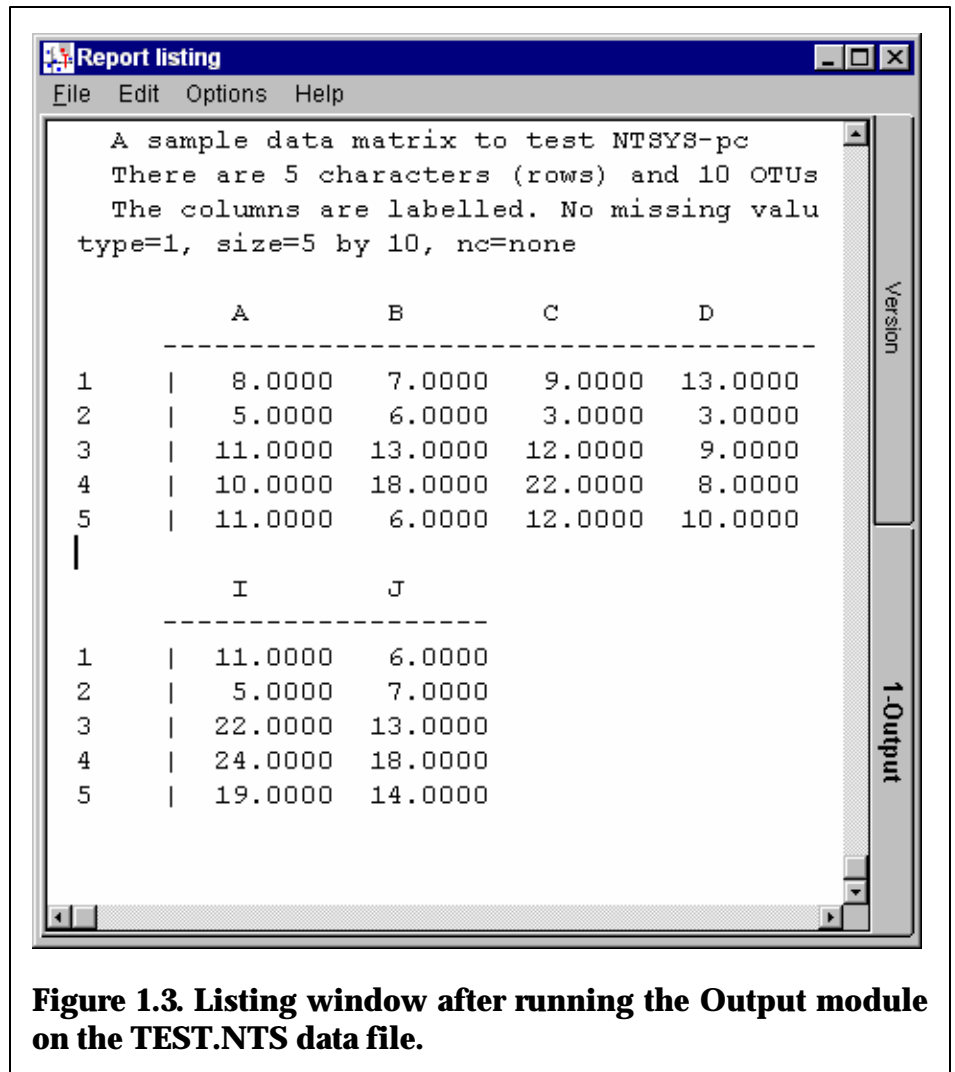 Report listing
File Edit Options Help
A sample data matrix to test NTSYS-pc
There are 5 characters (rows) and 10 OTUs
The columns are labelled. No missing valu
type=1, size=5 by 10, nc=none
A B C D
---------------------------------------
1 | 8.0000 7.0000 9.0000 13.0000
2 | 5.0000 6.0000 3.0000 3.0000
3 | 11.0000 13.0000 12.0000 9.0000
4 | 10.0000 18.0000 22.0000 8.0000
5 | 11.0000 6.0000 12.0000 10.0000
I J
-------------------
1 | 11.0000 6.0000
2 | 5.0000 7.0000
3 | 22.0000 13.0000
4 | 24.0000 18.0000
5 | 19.0000 14.0000
Version
1-Output
Figure 1.3. Listing window after running the Output module
on the TEST.NTS data file.